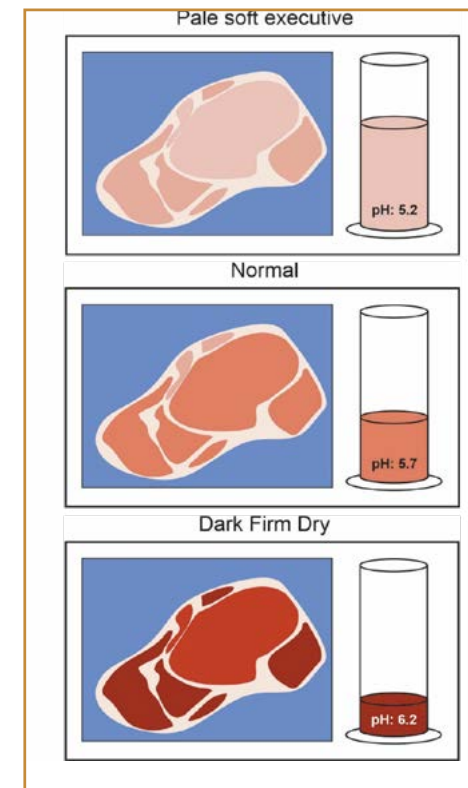 Pale soft executive
pH: 5.2
Normal
pH: 5.7
Dark Firm Dry
pH: 6.2